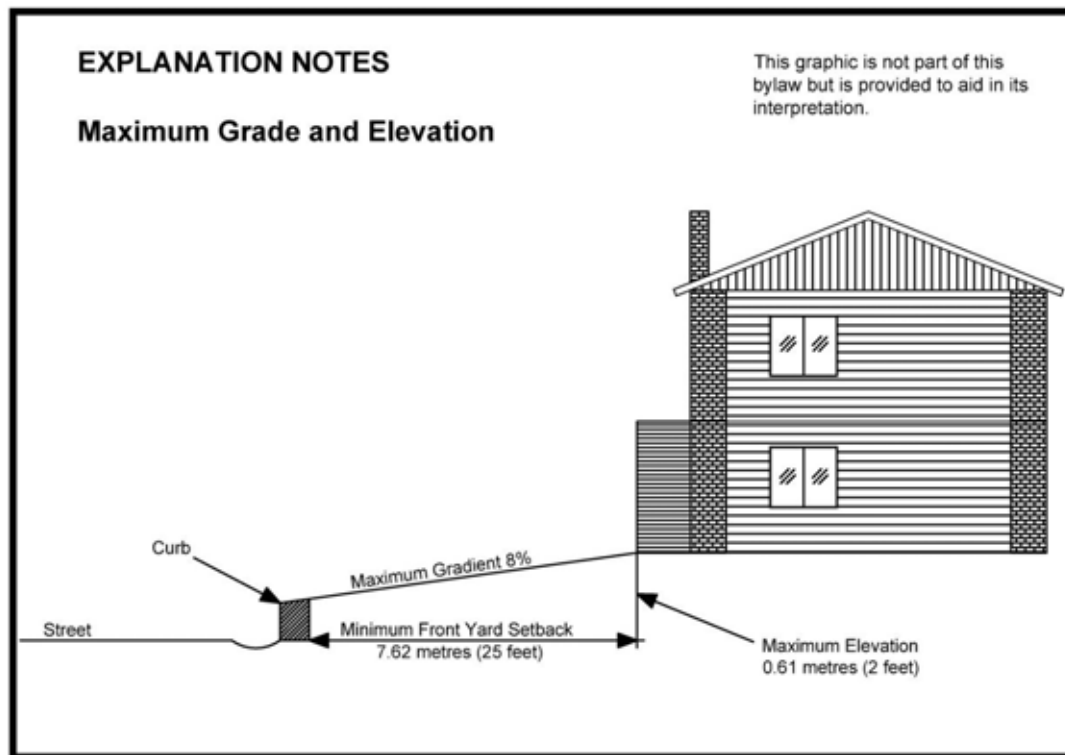 EXPLANATION NOTES
This graphic is not part of this
bylaw but is provided to aid in its
interpretation.
Maximum Grade and Elevation
Curb
Maximum Gradient 8%
Street
Minimum Front Yard Setback
7.62 metres (25 feet)
Maximum Elevation
0.61 metres (2 feet)